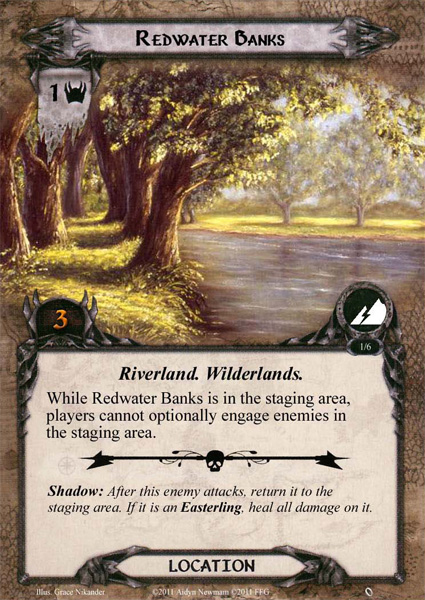 REDWATER BANKS
1
3
1/6
Riverland. Wilderlands.
While Redwater Banks is in the staging area,
players cannot optionally engage enemies in
the staging area.
Shadow: After this enemy attacks, return it to the
staging area. If it is an Easterling, heal all damage on it.
LOCATION
Illus. Grace Nikander ©2011 Aidyn Newmam ©2011 FFG